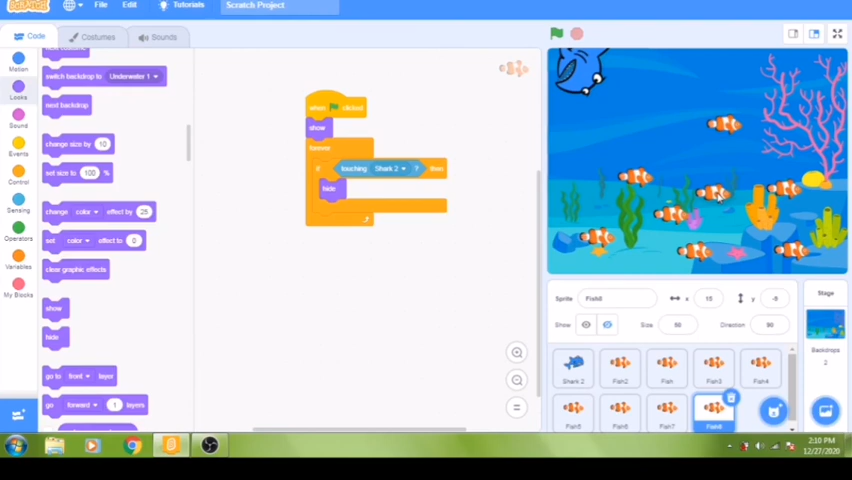 SCRATCH
File Edit Tutorials Scratch Project
Code Costumes Sounds
Motion
Looks
Sound
Events
Control
Sensing
Operators
Variables
My Blocks
switch backdrop to Underwater 1
next backdrop
change size by 10
set size to 100 %
change color effect by 25
set color effect to 0
clear graphic effects
show
hide
go to front layer
go forward 1 layers
when clicked
show
forever
if touching Shark 2 ? then
hide
Sprite Fish8 x 15 y -8
Show Size 50 Direction 90
Stage
Backdrops
2
Shark 2 Fish2 Fish Fish3 Fish4
Fish5 Fish6 Fish7 Fish8
2:10 PM
12/27/2020